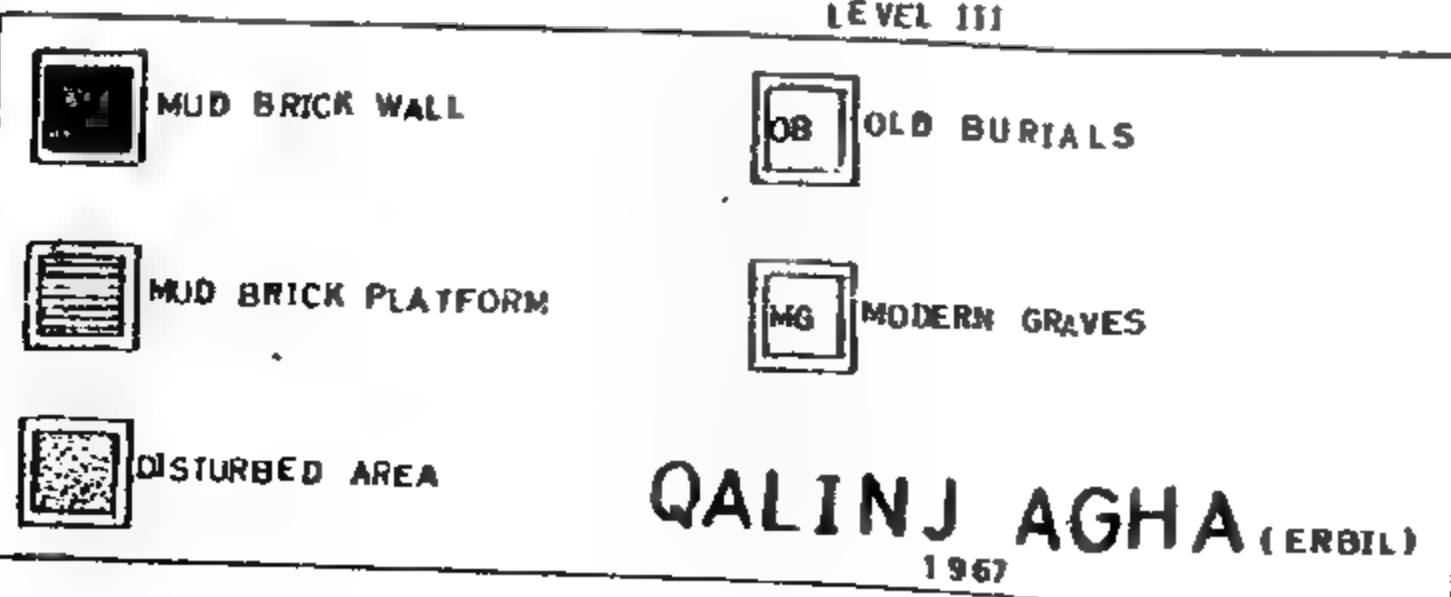 LEVEL III
MUD BRICK WALL
OB OLD BURIALS
MUD BRICK PLATFORM
MG MODERN GRAVES
DISTURBED AREA
QALINJ AGHA (ERBIL)
1967